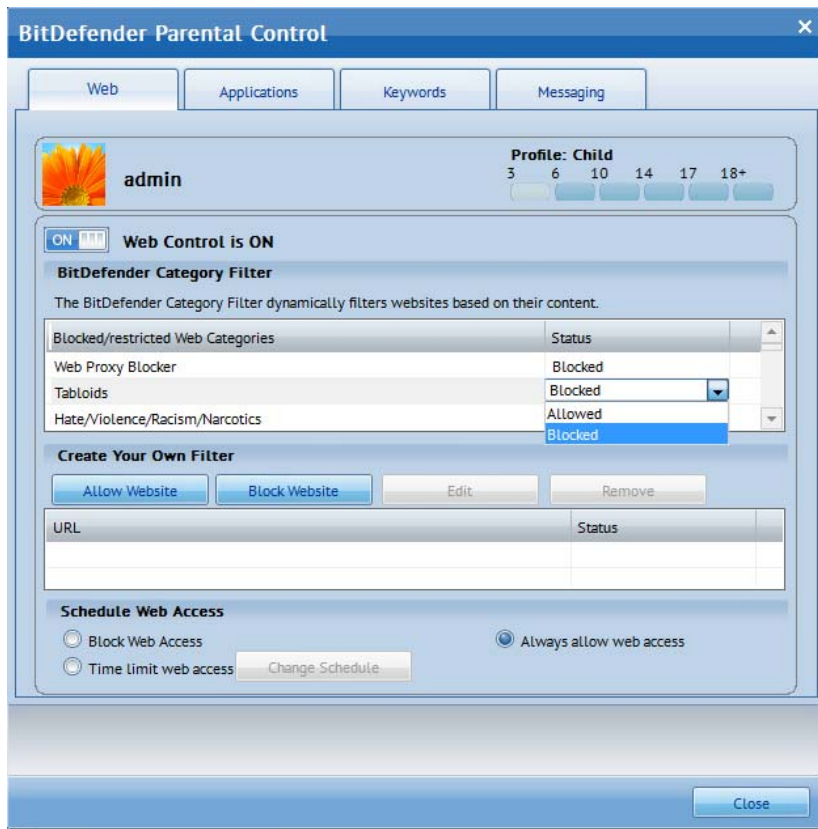 BitDefender Parental Control
Web Applications Keywords Messaging
admin
Profile: Child
3 6 10 14 17 18+
ON Web Control is ON
BitDefender Category Filter
The BitDefender Category Filter dynamically filters websites based on their content.
Blocked/restricted Web Categories Status
Web Proxy Blocker Blocked
Tabloids Blocked
Allowed
Hate/Violence/Racism/Narcotics
Blocked
Create Your Own Filter
Allow Website Block Website Edit Remove
URL Status
Schedule Web Access
Block Web Access Always allow web access
Time limit web access Change Schedule
Close